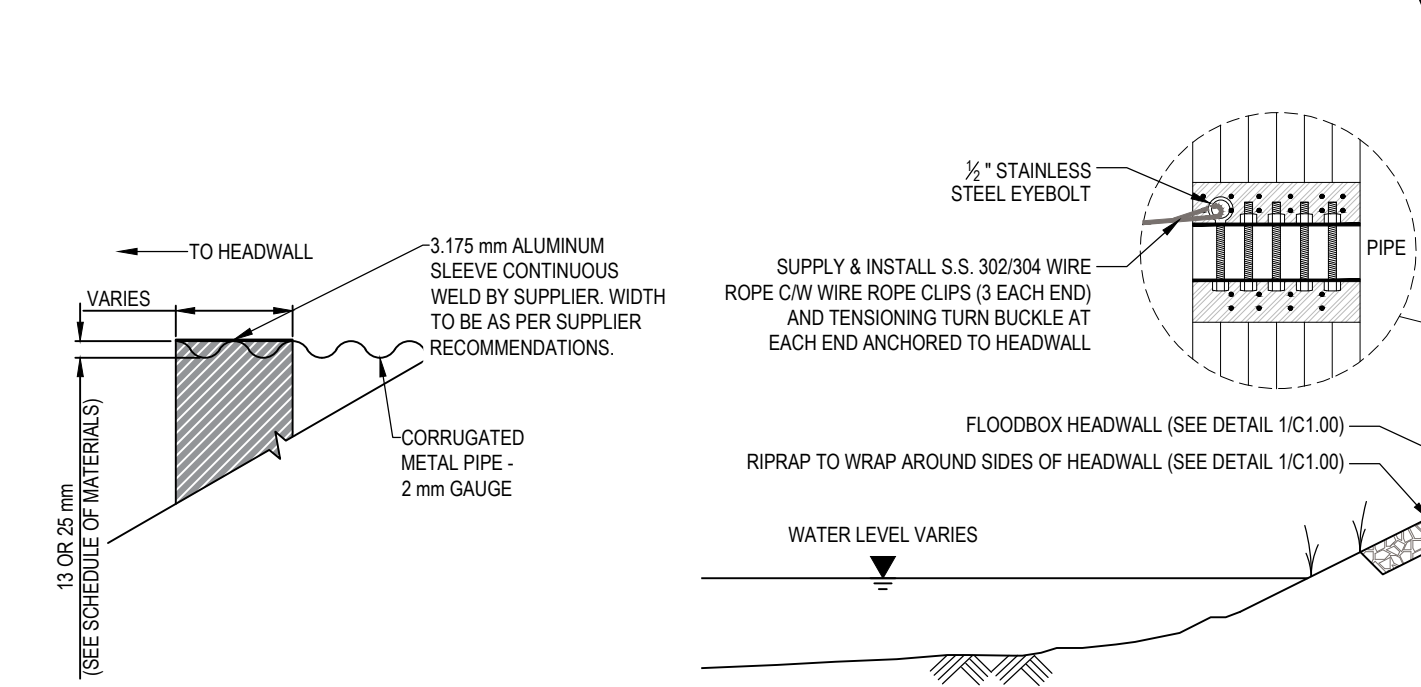 TO HEADWALL
VARIES
3.175 mm ALUMINUM
SLEEVE CONTINUOUS
WELD BY SUPPLIER. WIDTH
TO BE AS PER SUPPLIER
RECOMMENDATIONS.
CORRUGATED
METAL PIPE -
2 mm GAUGE
13 OR 25 mm
(SEE SCHEDULE OF MATERIALS)
½ " STAINLESS
STEEL EYEBOLT
SUPPLY & INSTALL S.S. 302/304 WIRE
ROPE C/W WIRE ROPE CLIPS (3 EACH END)
AND TENSIONING TURN BUCKLE AT
EACH END ANCHORED TO HEADWALL
PIPE
FLOODBOX HEADWALL (SEE DETAIL 1/C1.00)
RIPRAP TO WRAP AROUND SIDES OF HEADWALL (SEE DETAIL 1/C1.00)
WATER LEVEL VARIES